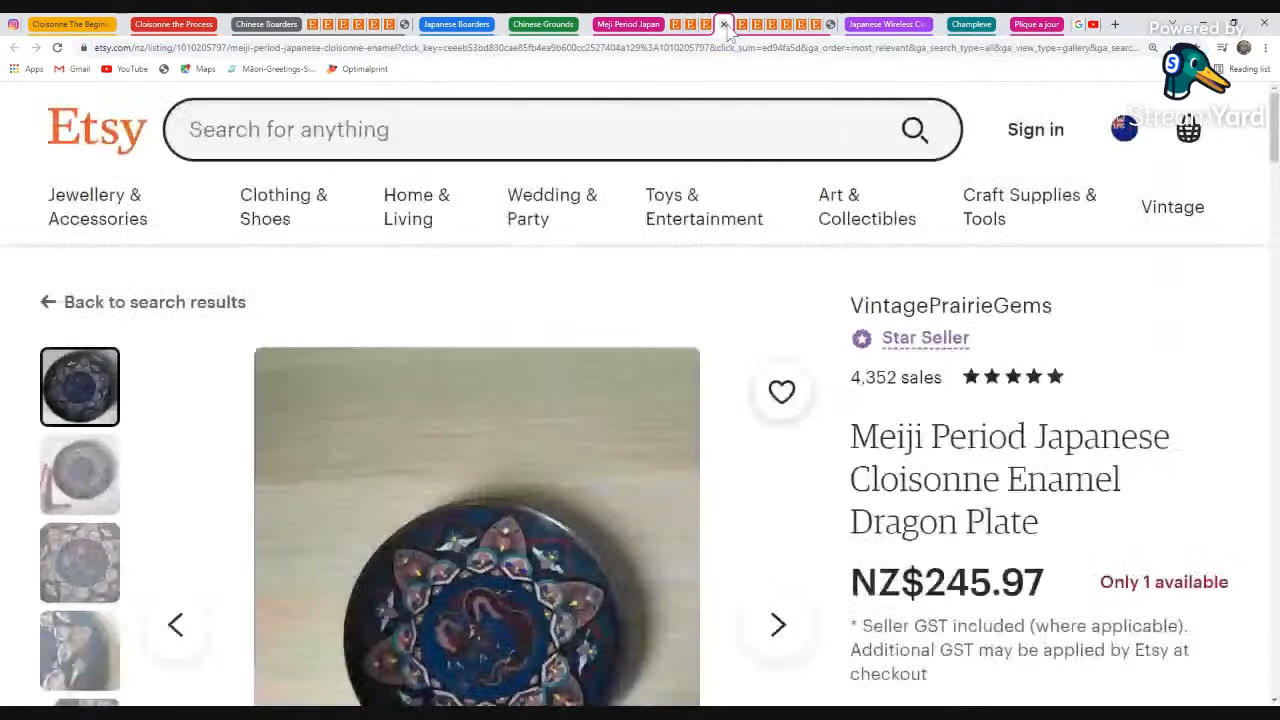 Cloisonne The Beginni
Cloisonne the Process
Chinese Boarders
Japanese Boarders
Chinese Grounds
Meji Period Japan
Japanese Wireless Clo
Champleve
Plique a jour
Powered by
StreamYard
Apps
Gmail
YouTube
Maps
Māori-Greetings-Si...
Optimalprint
Reading list
Etsy
Search for anything
Sign in
Jewellery & Accessories
Clothing & Shoes
Home & Living
Wedding & Party
Toys & Entertainment
Art & Collectibles
Craft Supplies & Tools
Vintage
Back to search results
VintagePrairieGems
Star Seller
4,352 sales
Meiji Period Japanese
Cloisonne Enamel
Dragon Plate
NZ$245.97
Only 1 available
* Seller GST included (where applicable).
Additional GST may be applied by Etsy at
checkout